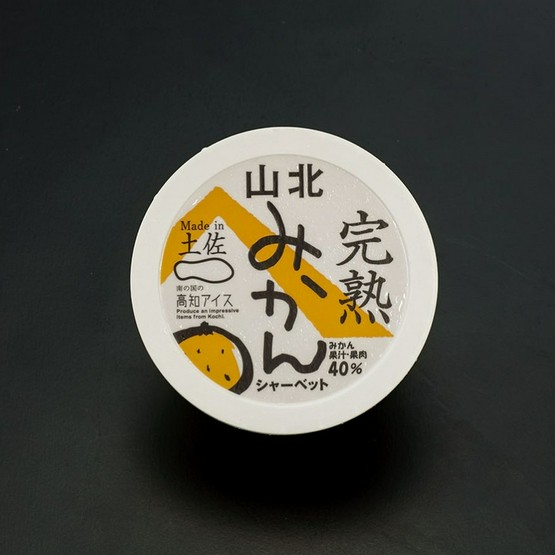 山北
みかん
完熟
Made in
土佐
南の国の
高知アイス
Produce an impressive
items from Kochi.
みかん
果汁・果肉
40%
シャーベット